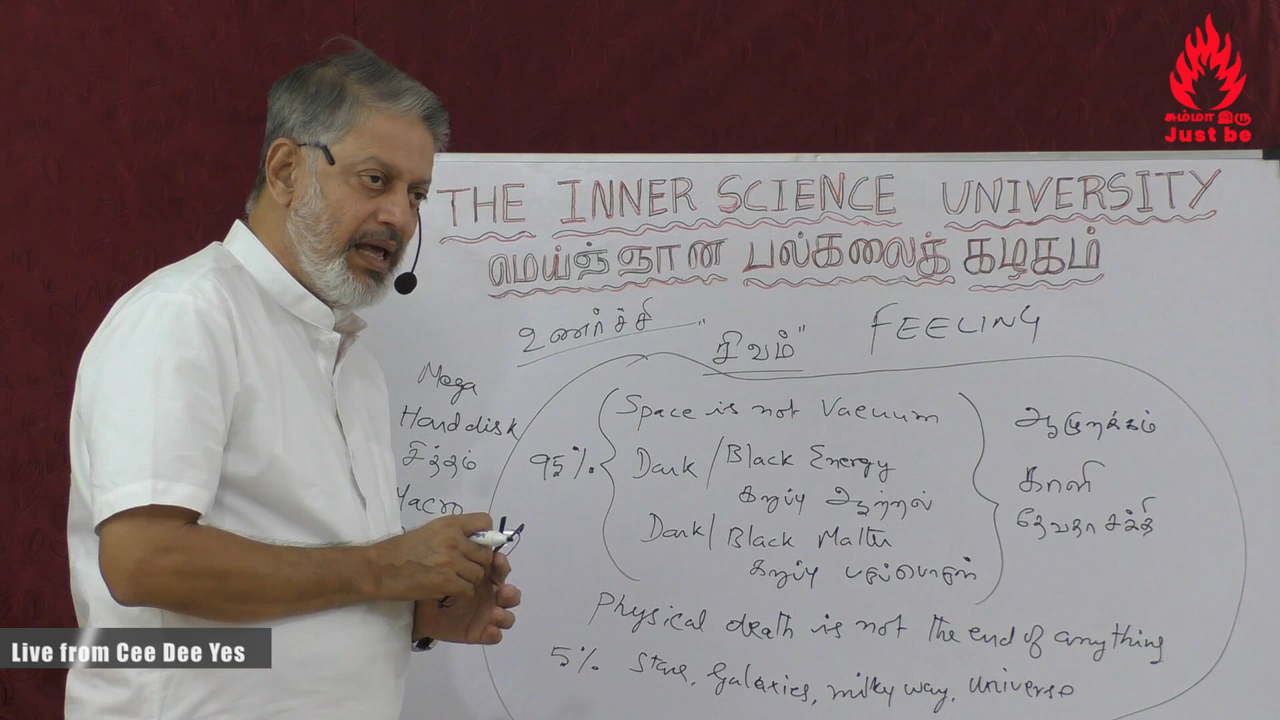 சும்மா இரு
Just be
THE INNER SCIENCE UNIVERSITY
மெய்ஞ்ஞான பல்கலைக் கழகம்
உணர்ச்சி "சிவம்" FEELING
Mega
Hard disk
சித்தம்
Macro
95%
Space is not Vacuum
Dark/Black Energy
கறுப்பு ஆற்றல்
Dark/Black Matter
கறுப்பு பருப்பொருள்
காளி
தேவதா சக்தி
Physical death is not the end of anything
5% Stars, Galaxies, milky way, universe
Live from Cee Dee Yes